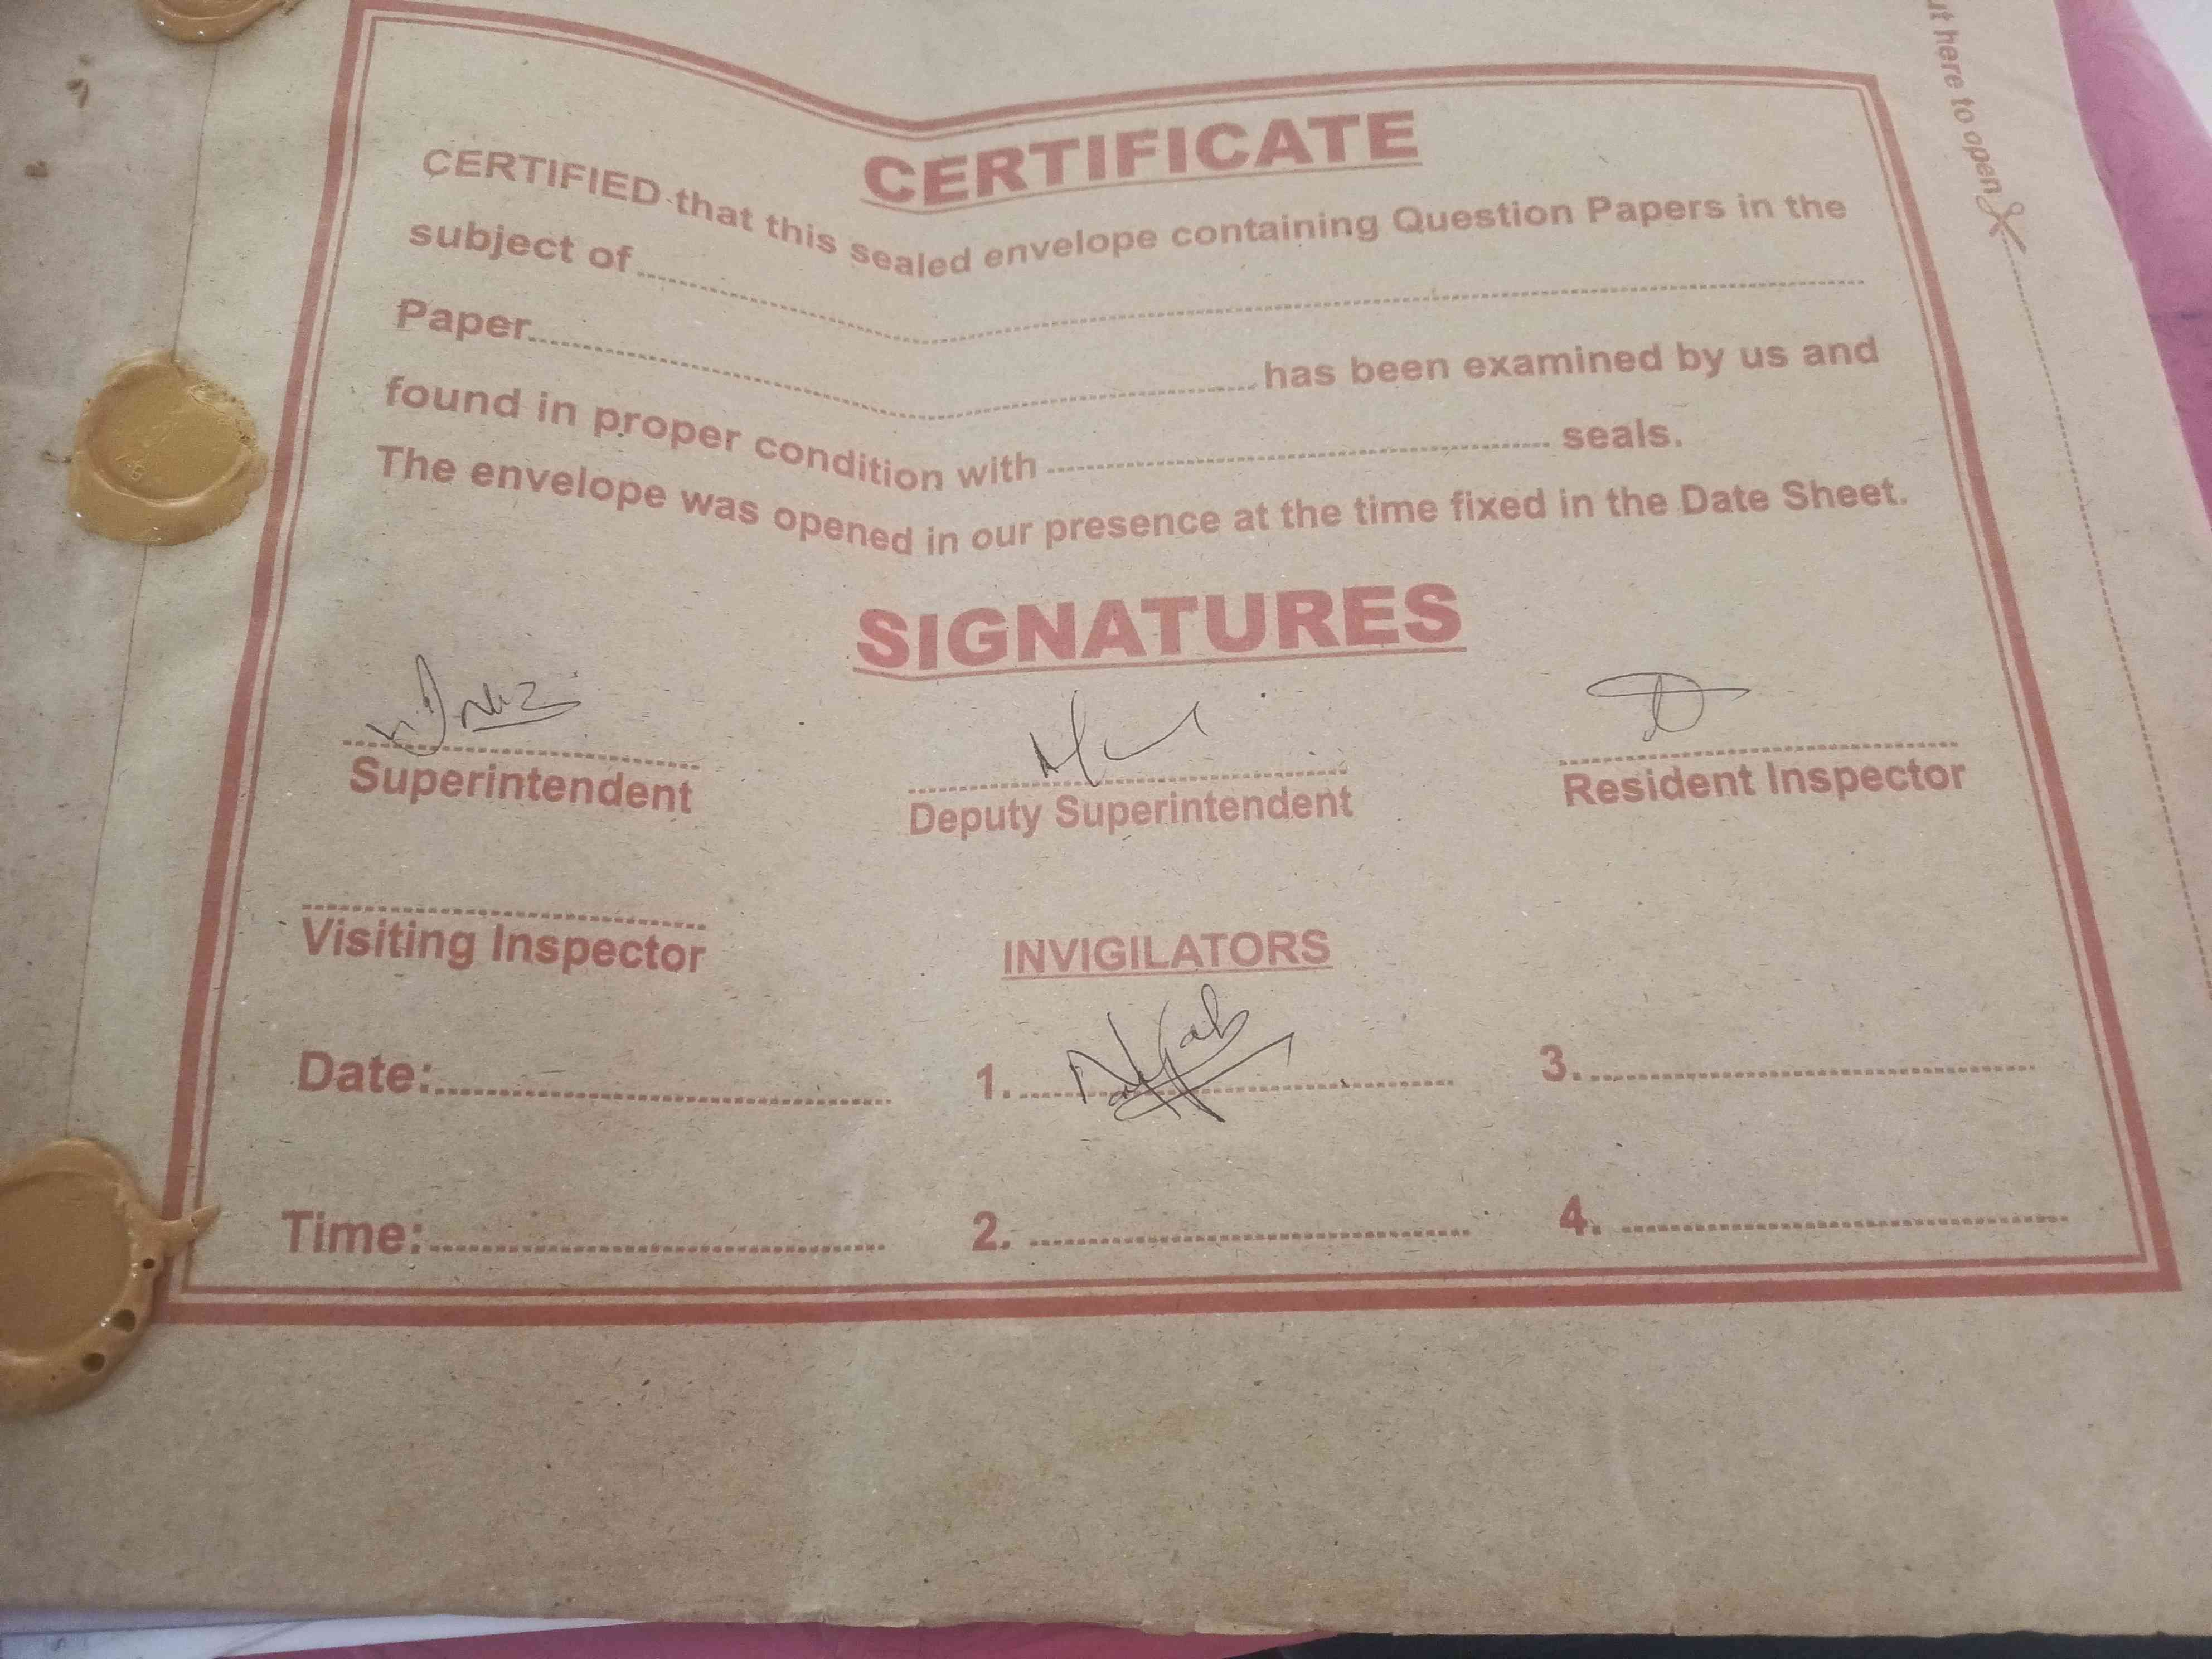 ut here to open
CERTIFICATE
CERTIFIED that this sealed envelope containing Question Papers in the
subject of
Paper has been examined by us and
found in proper condition with seals.
The envelope was opened in our presence at the time fixed in the Date Sheet.
SIGNATURES
Superintendent Deputy Superintendent Resident Inspector
Visiting Inspector INVIGILATORS
Date: 1. 3.
Time: 2. 4.